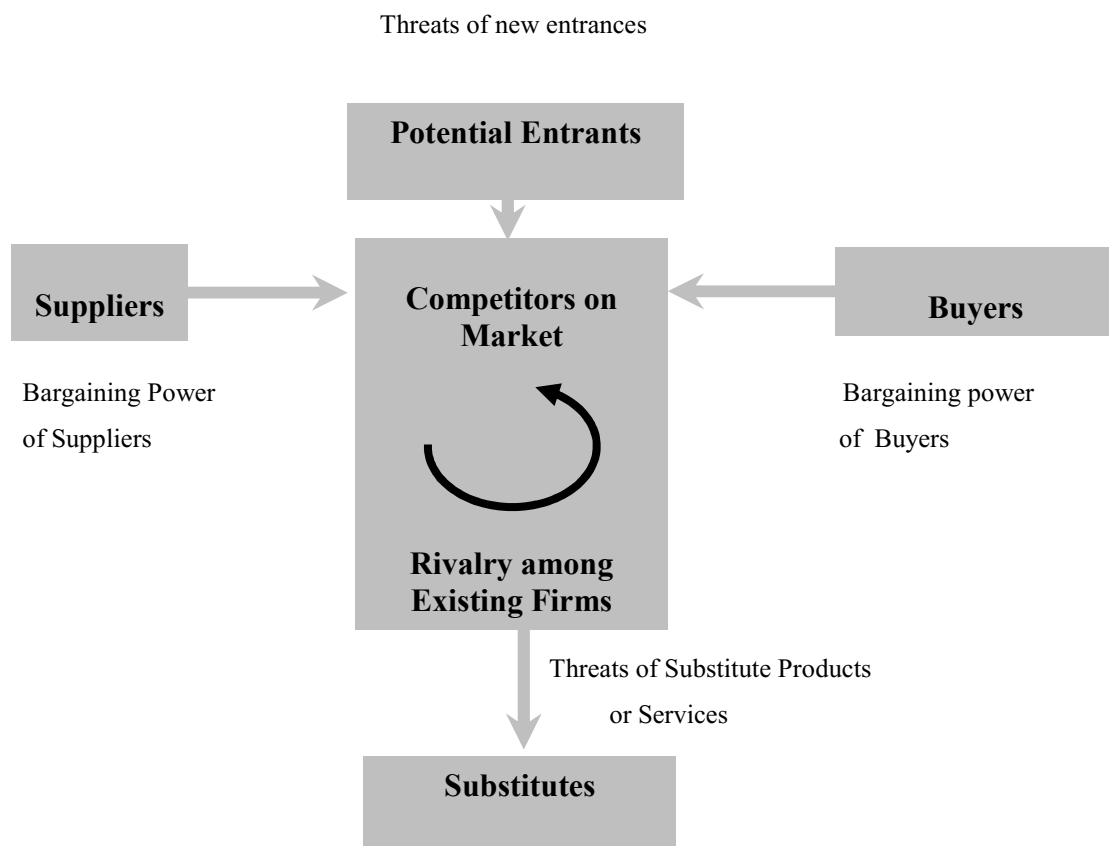 Threats of new entrances
Potential Entrants
Suppliers
Competitors on
Market
Buyers
Bargaining Power
of Suppliers
Bargaining power
of Buyers
Rivalry among
Existing Firms
Threats of Substitute Products
or Services
Substitutes